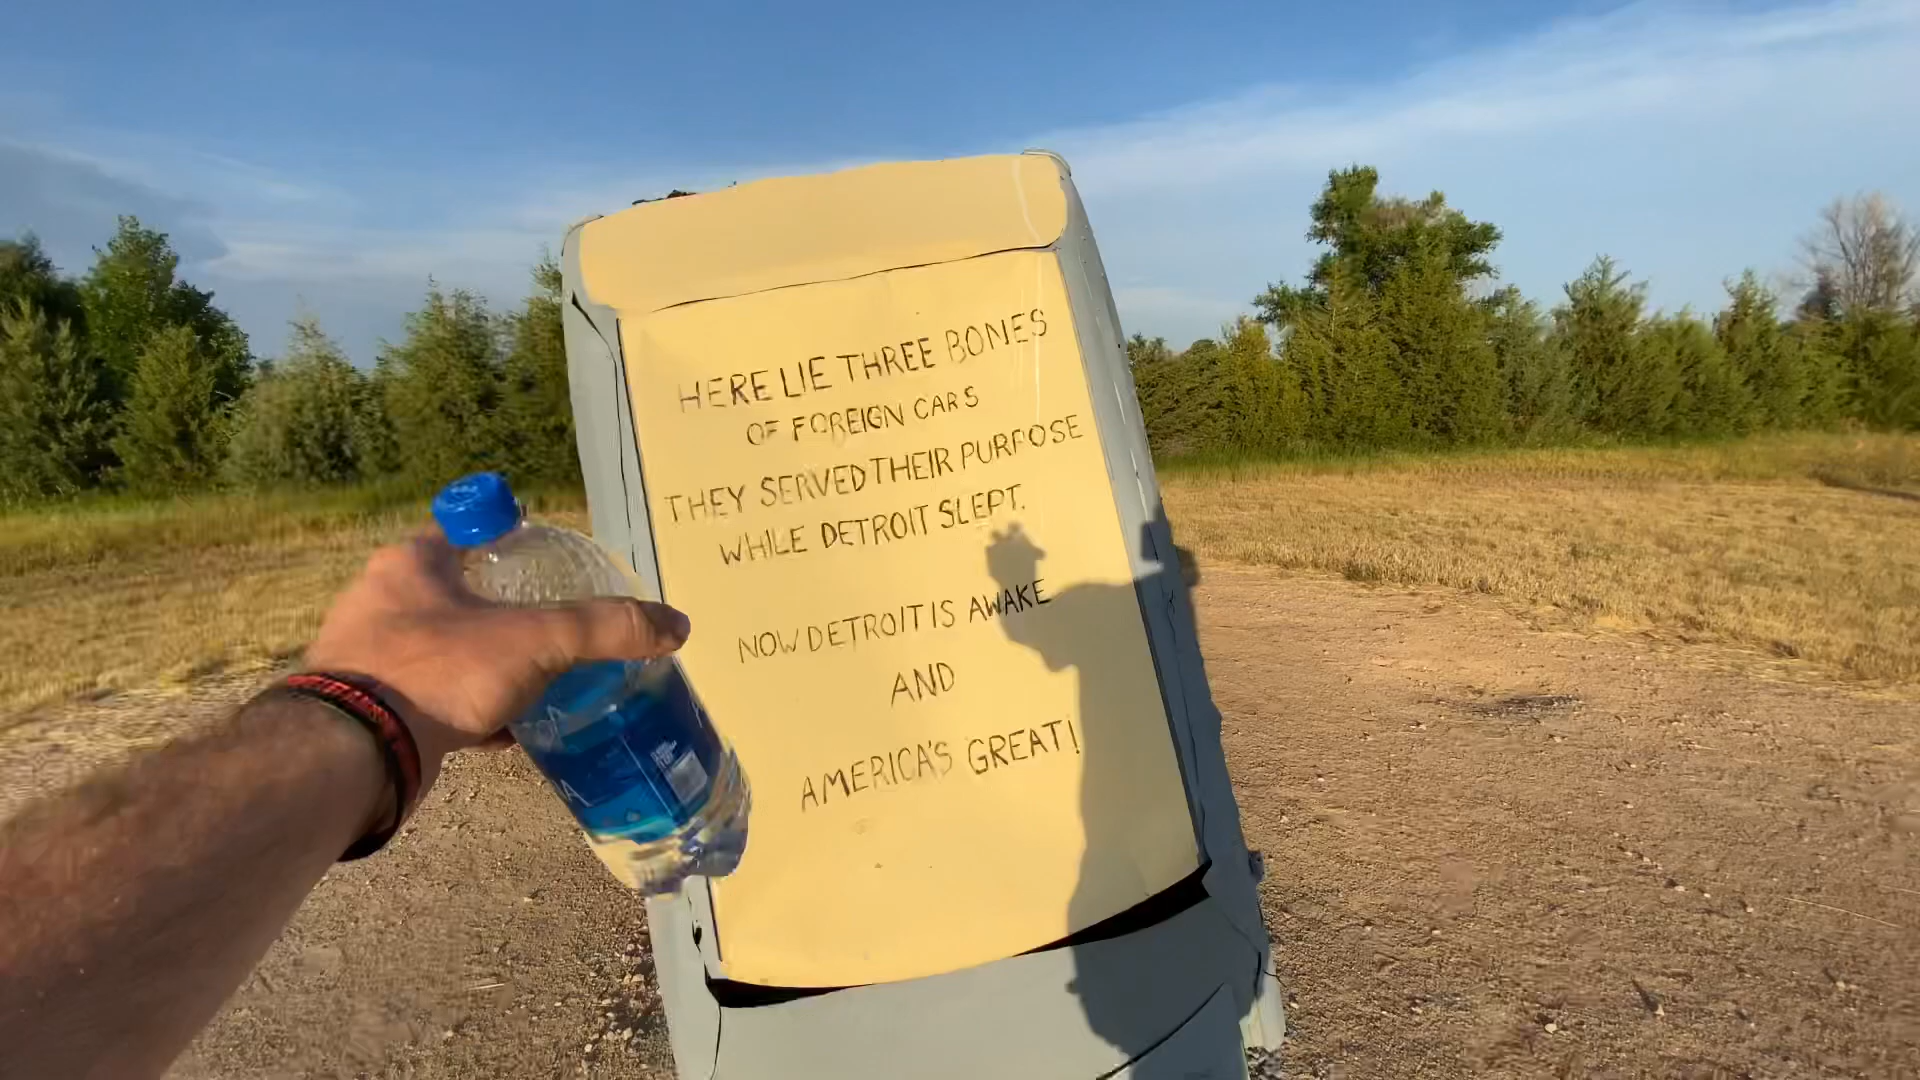 HERE LIE THREE BONES
OF FOREIGN CARS
THEY SERVED THEIR PURPOSE
WHILE DETROIT SLEPT.
NOW DETROIT IS AWAKE
AND
AMERICA'S GREAT!